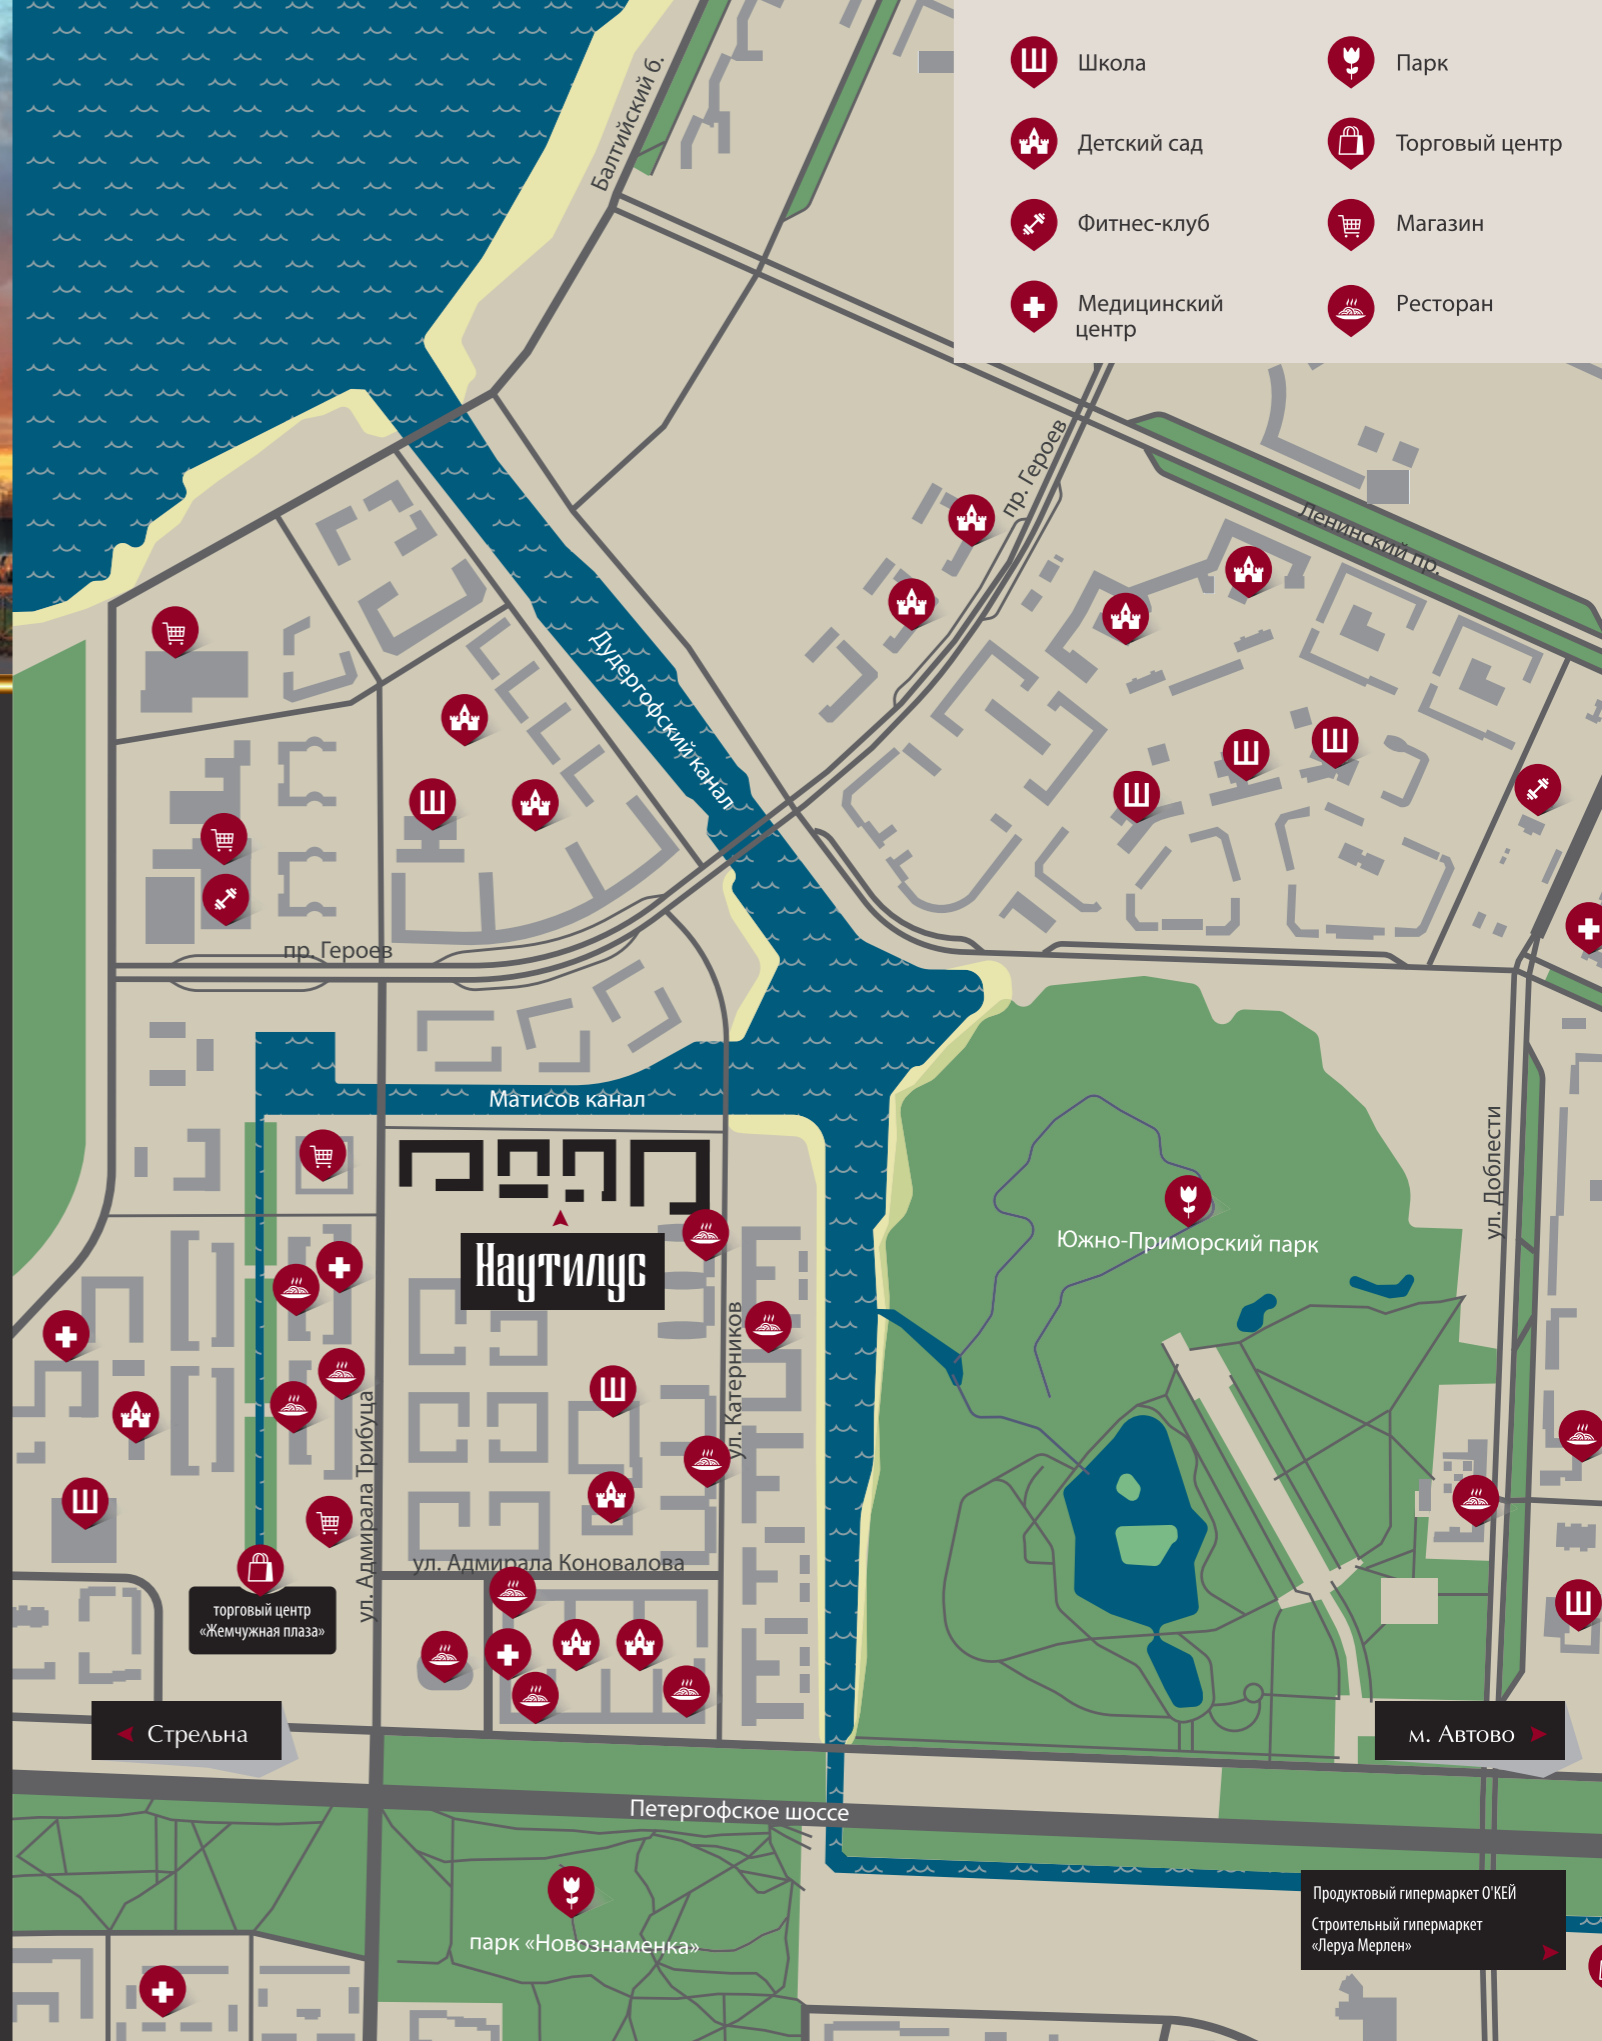 Школа
Парк
Детский сад
Торговый центр
Фитнес-клуб
Магазин
Медицинский
центр
Ресторан
Балтийский б.
пр. Героев
Ленинский пр.
Дудергофский канал
пр. Героев
Матисов канал
Наутилус
ул. Доблести
Южно-Приморский парк
ул. Катерников
ул. Адмирала Трибуца
ул. Адмирала Коновалова
торговый центр
«Жемчужная плаза»
Стрельна
м. Автово
Петергофское шоссе
Продуктовый гипермаркет О'КЕЙ
Строительный гипермаркет
«Леруа Мерлен»
парк «Новознаменка»